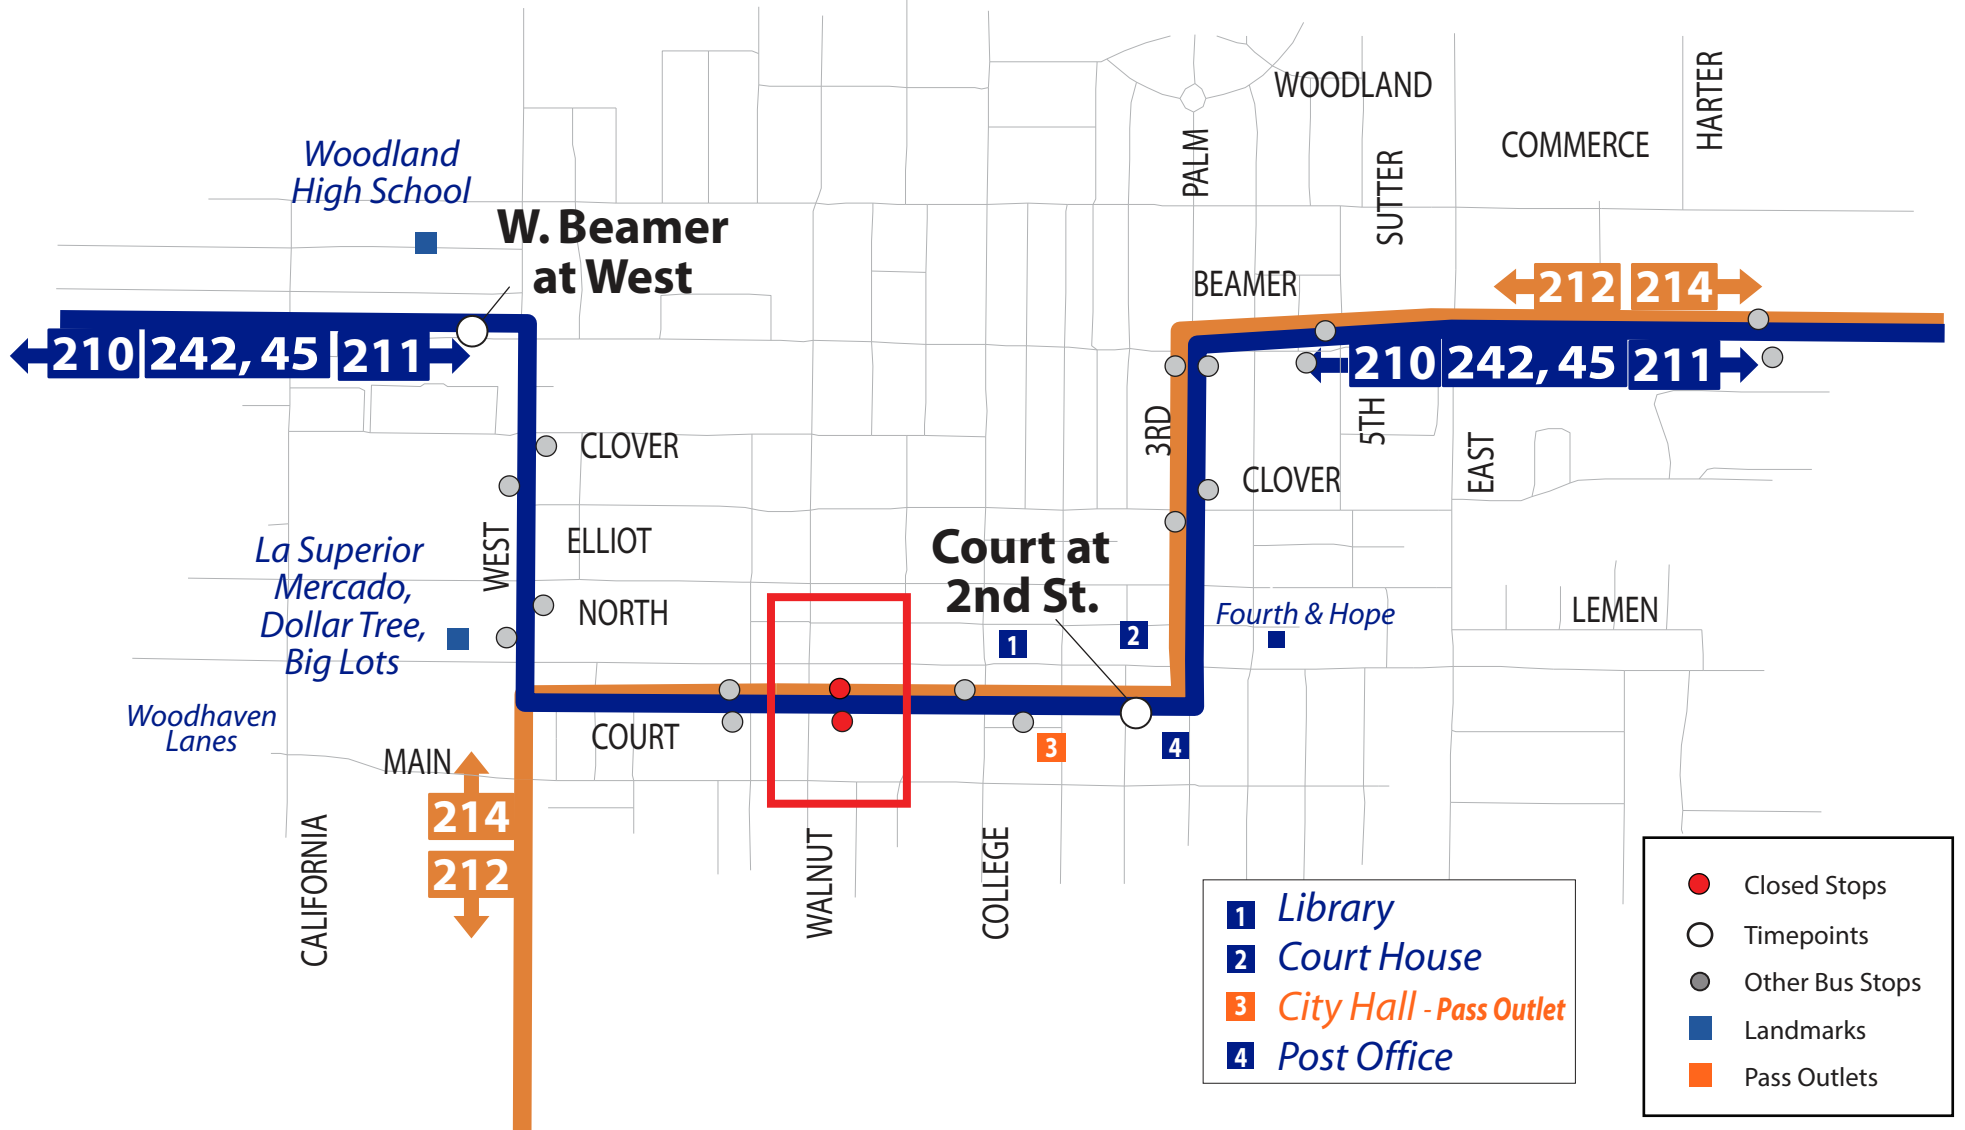 WOODLAND
HARTER
COMMERCE
PALM
SUTTER
Woodland
High School
W. Beamer
at West
BEAMER
212 214
210 242, 45 211
210 242, 45 211
3RD
5TH
EAST
CLOVER
CLOVER
WEST
ELLIOT
NORTH
La Superior
Mercado,
Dollar Tree,
Big Lots
Court at
2nd St.
1
2
Fourth & Hope
LEMEN
Woodhaven
Lanes
COURT
3
4
MAIN
214
212
CALIFORNIA
WALNUT
COLLEGE
1 Library
2 Court House
3 City Hall - Pass Outlet
4 Post Office
Closed Stops
Timepoints
Other Bus Stops
Landmarks
Pass Outlets